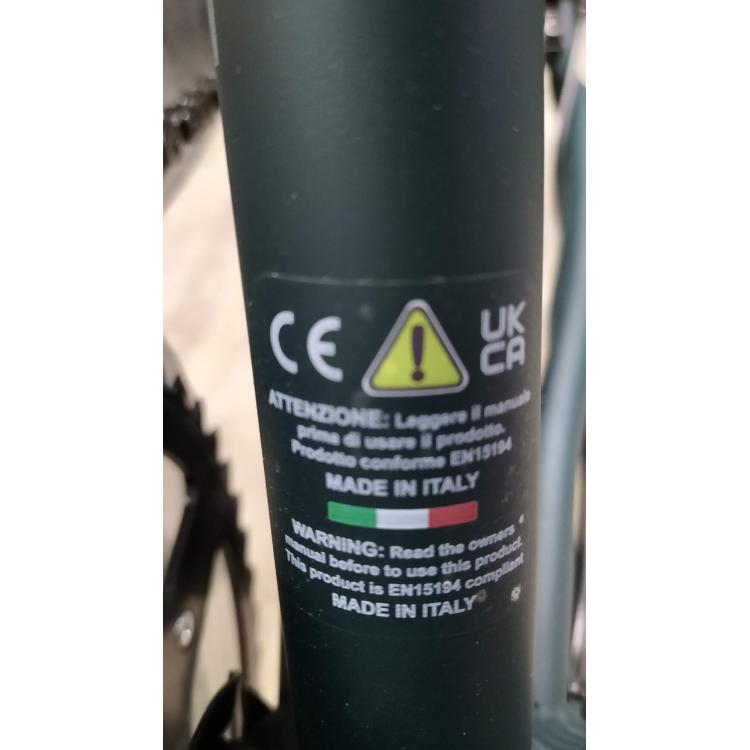 CE ! UK
CA
ATTENZIONE: Leggere il manuale
prima di usare il prodotto.
Prodotto conforme EN15194
MADE IN ITALY
WARNING: Read the owners
manual before to use this product.
This product is EN15194 compliant
MADE IN ITALY